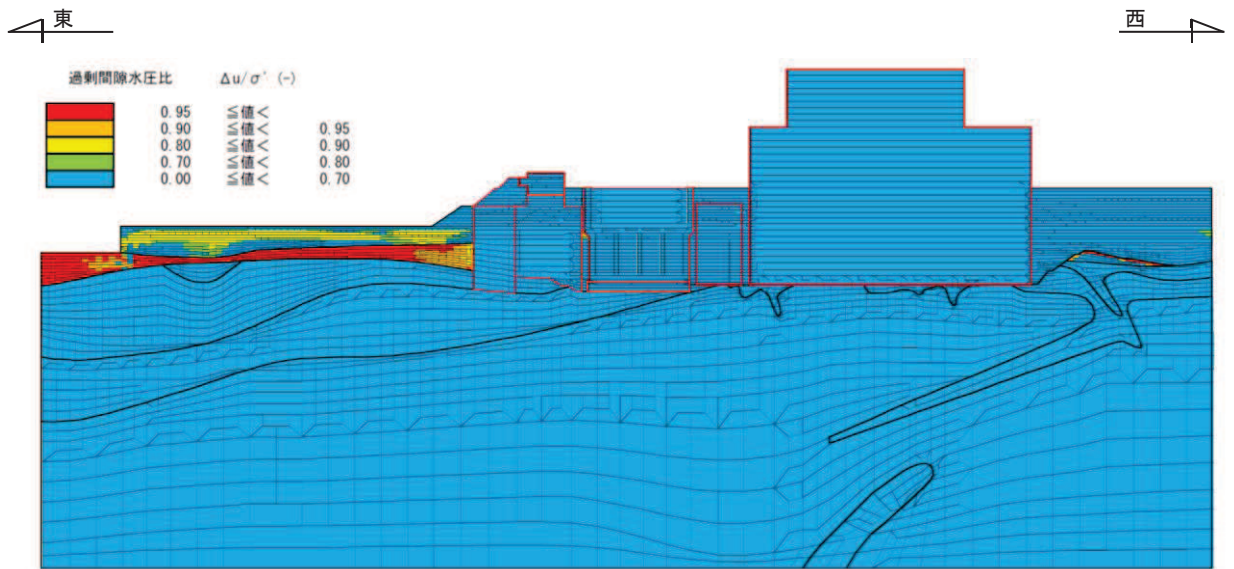 東
西
過剰間隙水圧比 Δu/σ' (-)
0.95 ≦値<
0.90 ≦値< 0.95
0.80 ≦値< 0.90
0.70 ≦値< 0.80
0.00 ≦値< 0.70